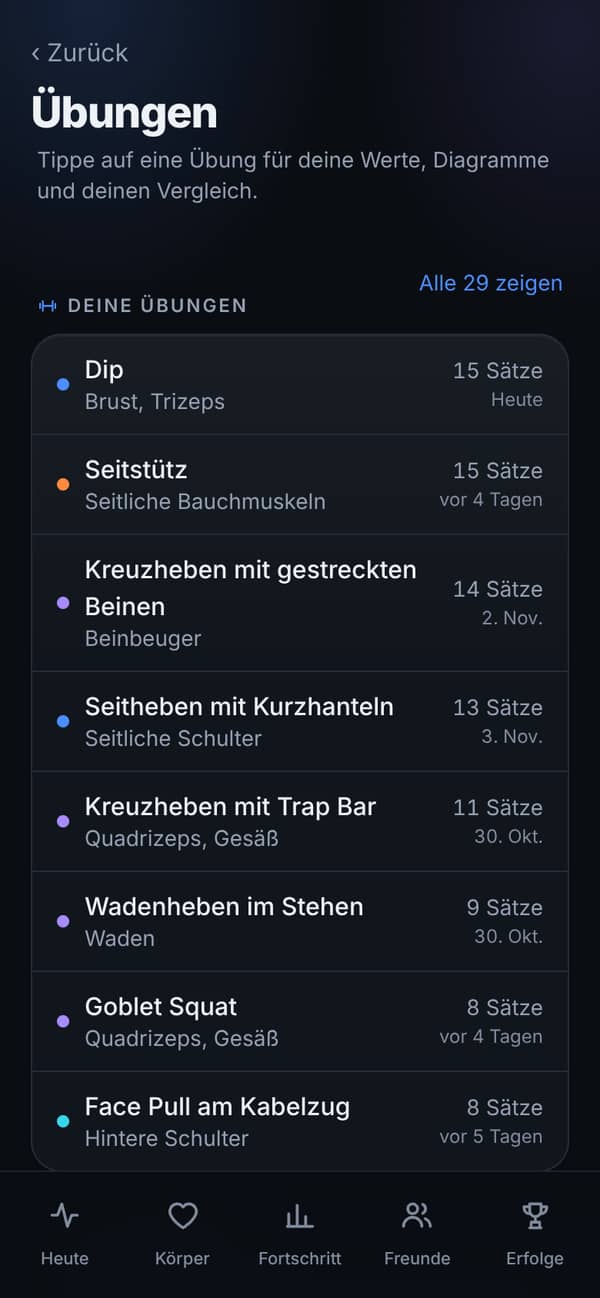 ‹ Zurück
Übungen
Tippe auf eine Übung für deine Werte, Diagramme
und deinen Vergleich.
Alle 29 zeigen
DEINE ÜBUNGEN
Dip
15 Sätze
Brust, Trizeps
Heute
Seitstütz
15 Sätze
Seitliche Bauchmuskeln
vor 4 Tagen
Kreuzheben mit gestreckten
Beinen
14 Sätze
Beinbeuger
2. Nov.
Seitheben mit Kurzhanteln
13 Sätze
Seitliche Schulter
3. Nov.
Kreuzheben mit Trap Bar
11 Sätze
Quadrizeps, Gesäß
30. Okt.
Wadenheben im Stehen
9 Sätze
Waden
30. Okt.
Goblet Squat
8 Sätze
Quadrizeps, Gesäß
vor 4 Tagen
Face Pull am Kabelzug
8 Sätze
Hintere Schulter
vor 5 Tagen
Heute
Körper
Fortschritt
Freunde
Erfolge